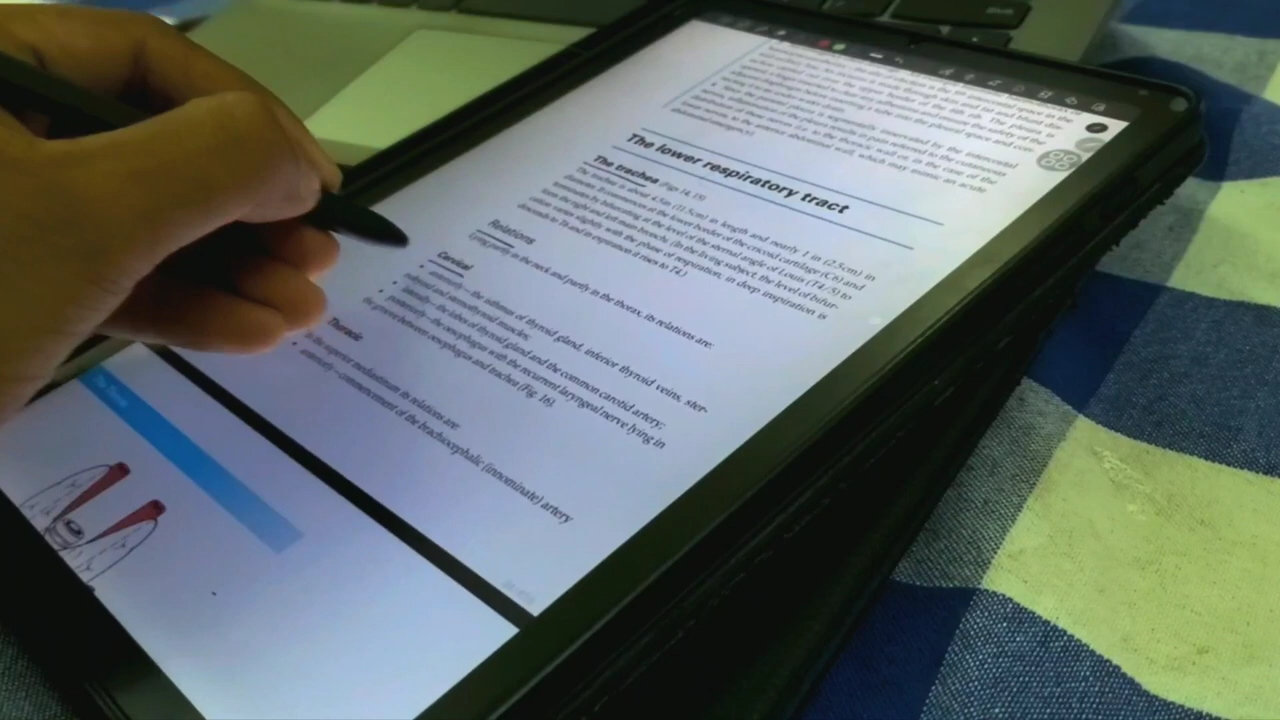 The lower respiratory tract
The trachea (Figs 14, 15)
The trachea is about 4.5in (11.5cm) in length and nearly 1 in (2.5cm) in
diameter. It commences at the lower border of the cricoid cartilage (C6) and
terminates by bifurcating at the level of the sternal angle of Louis (T4/5) to
form the right and left main bronchi. (In the living subject, the level of bifur-
cation varies slightly with the phase of respiration; in deep inspiration is
descends to T6 and in expiration it rises to T4.)
Relations
Lying partly in the neck and partly in the thorax, its relations are:
Cervical
• anteriorly—the isthmus of thyroid gland, inferior thyroid veins, ster-
nohyoid and sternothyroid muscles;
• laterally—the lobes of thyroid gland and the common carotid artery;
• posteriorly—the oesophagus with the recurrent laryngeal nerve lying in
the groove between oesophagus and trachea (Fig. 16).
Thoracic
In the superior mediastinum its relations are:
• anteriorly—commencement of the brachiocephalic (innominate) artery